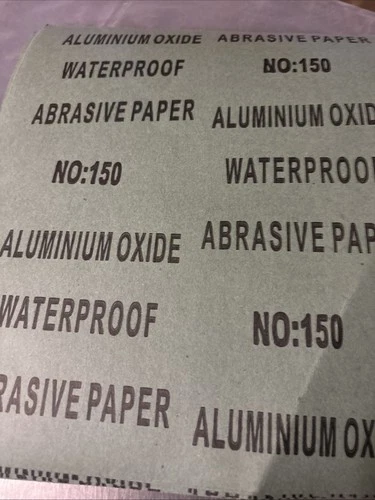 ALUMINIUM OXIDE ABRASIVE PAPER
WATERPROOF NO:150
ABRASIVE PAPER ALUMINIUM OXID
NO:150 WATERPROO
ALUMINIUM OXIDE ABRASIVE PAP
WATERPROOF NO:150
RASIVE PAPER ALUMINIUM OX